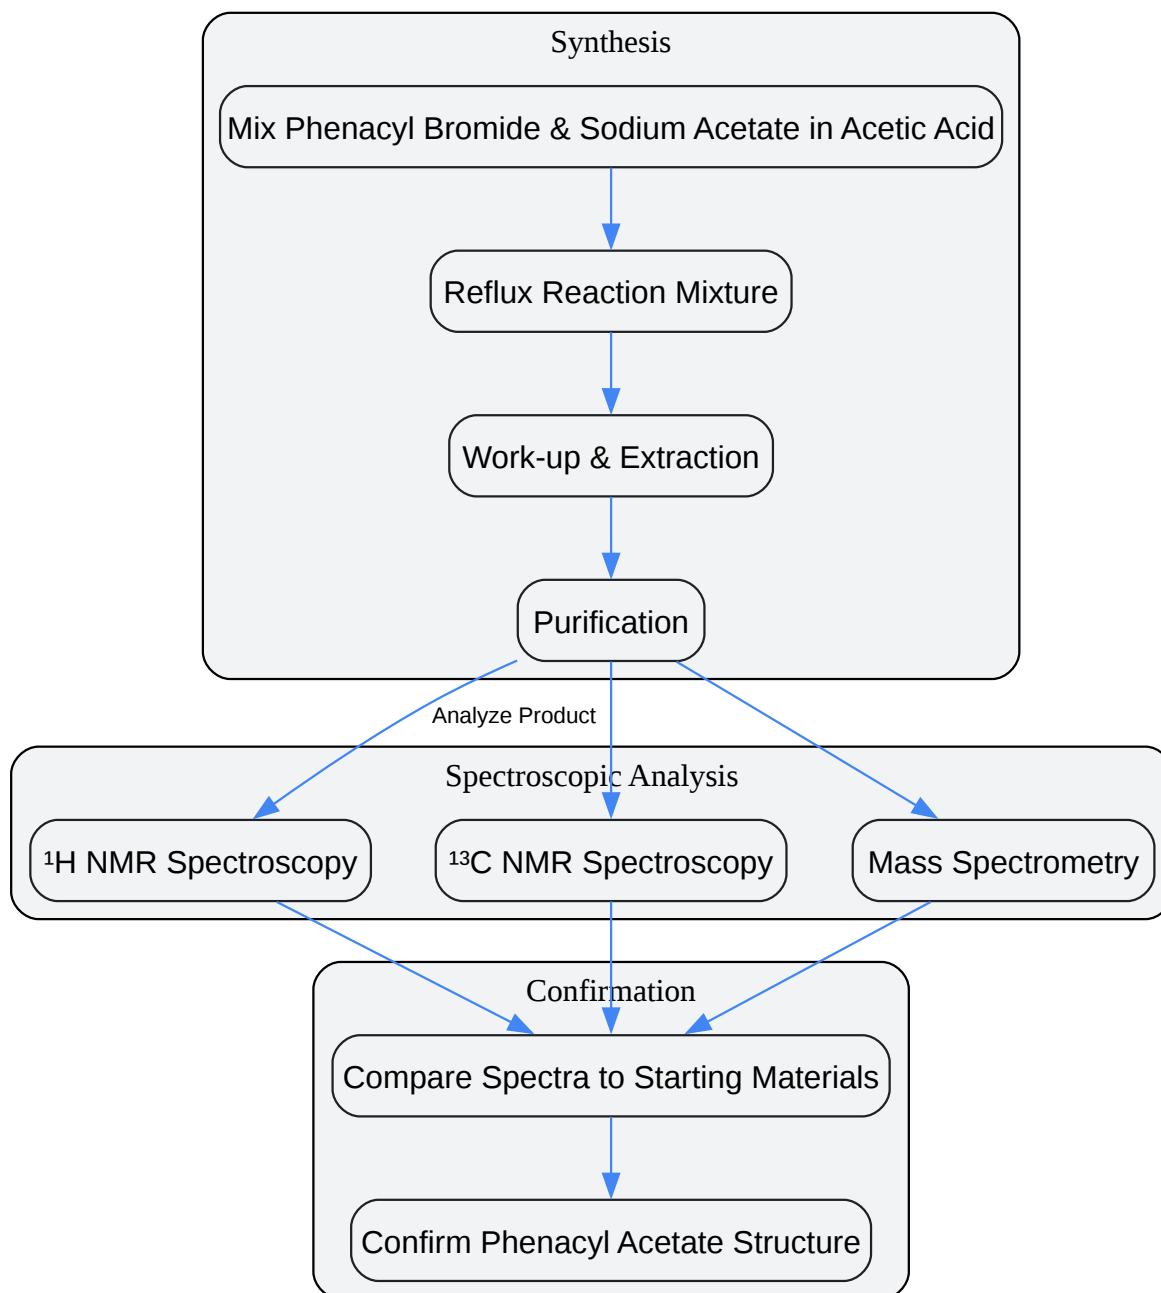 Synthesis
Mix Phenacyl Bromide & Sodium Acetate in Acetic Acid
Reflux Reaction Mixture
Work-up & Extraction
Purification
Analyze Product
Spectroscopic Analysis
¹H NMR Spectroscopy
¹³C NMR Spectroscopy
Mass Spectrometry
Confirmation
Compare Spectra to Starting Materials
Confirm Phenacyl Acetate Structure